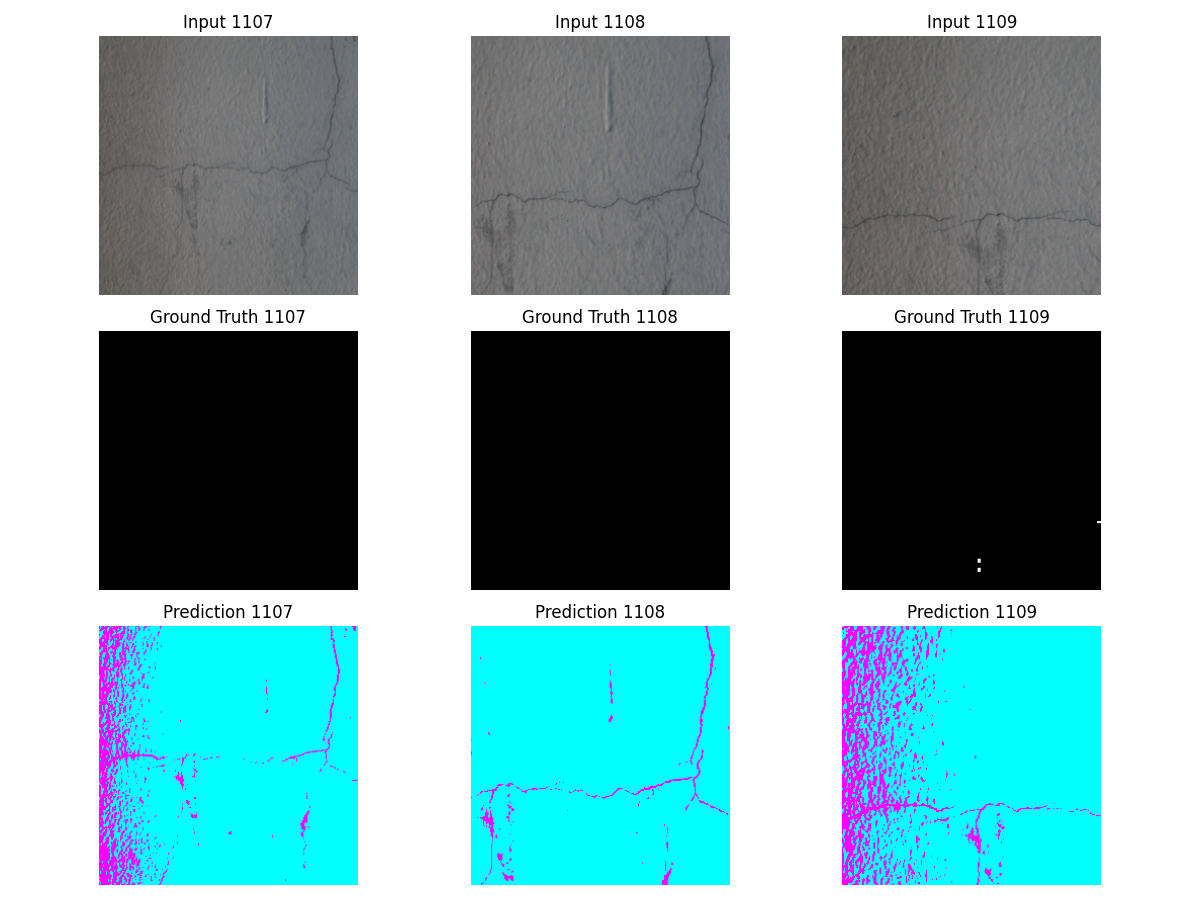 Input 1107
Input 1108
Input 1109
Ground Truth 1107
Ground Truth 1108
Ground Truth 1109
Prediction 1107
Prediction 1108
Prediction 1109